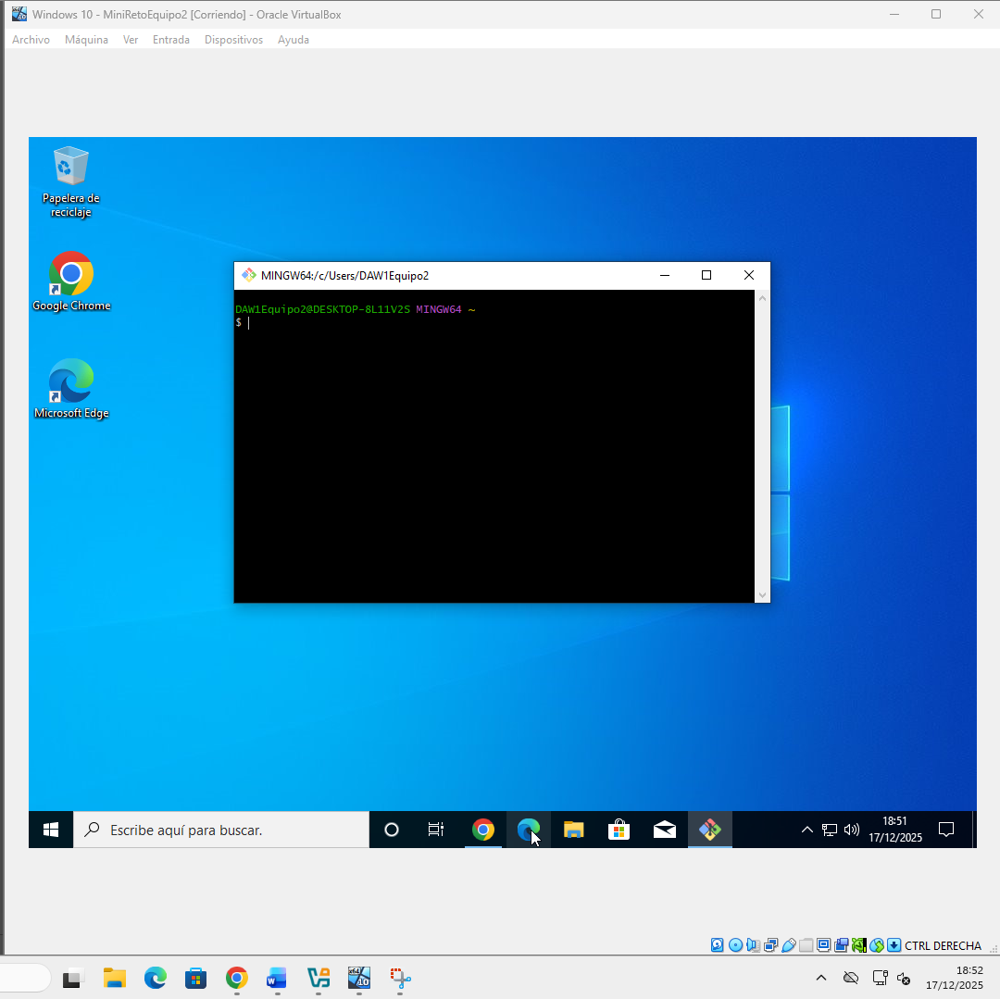 Windows 10 - MiniRetoEquipo2 [Corriendo] - Oracle VirtualBox
Archivo Máquina Ver Entrada Dispositivos Ayuda
Papelera de
reciclaje
Google Chrome
Microsoft Edge
MINGW64:/c/Users/DAW1Equipo2
DAW1Equipo2@DESKTOP-8L11V2S MINGW64 ~
$
Escribe aquí para buscar.
18:51
17/12/2025
CTRL DERECHA
18:52
17/12/2025